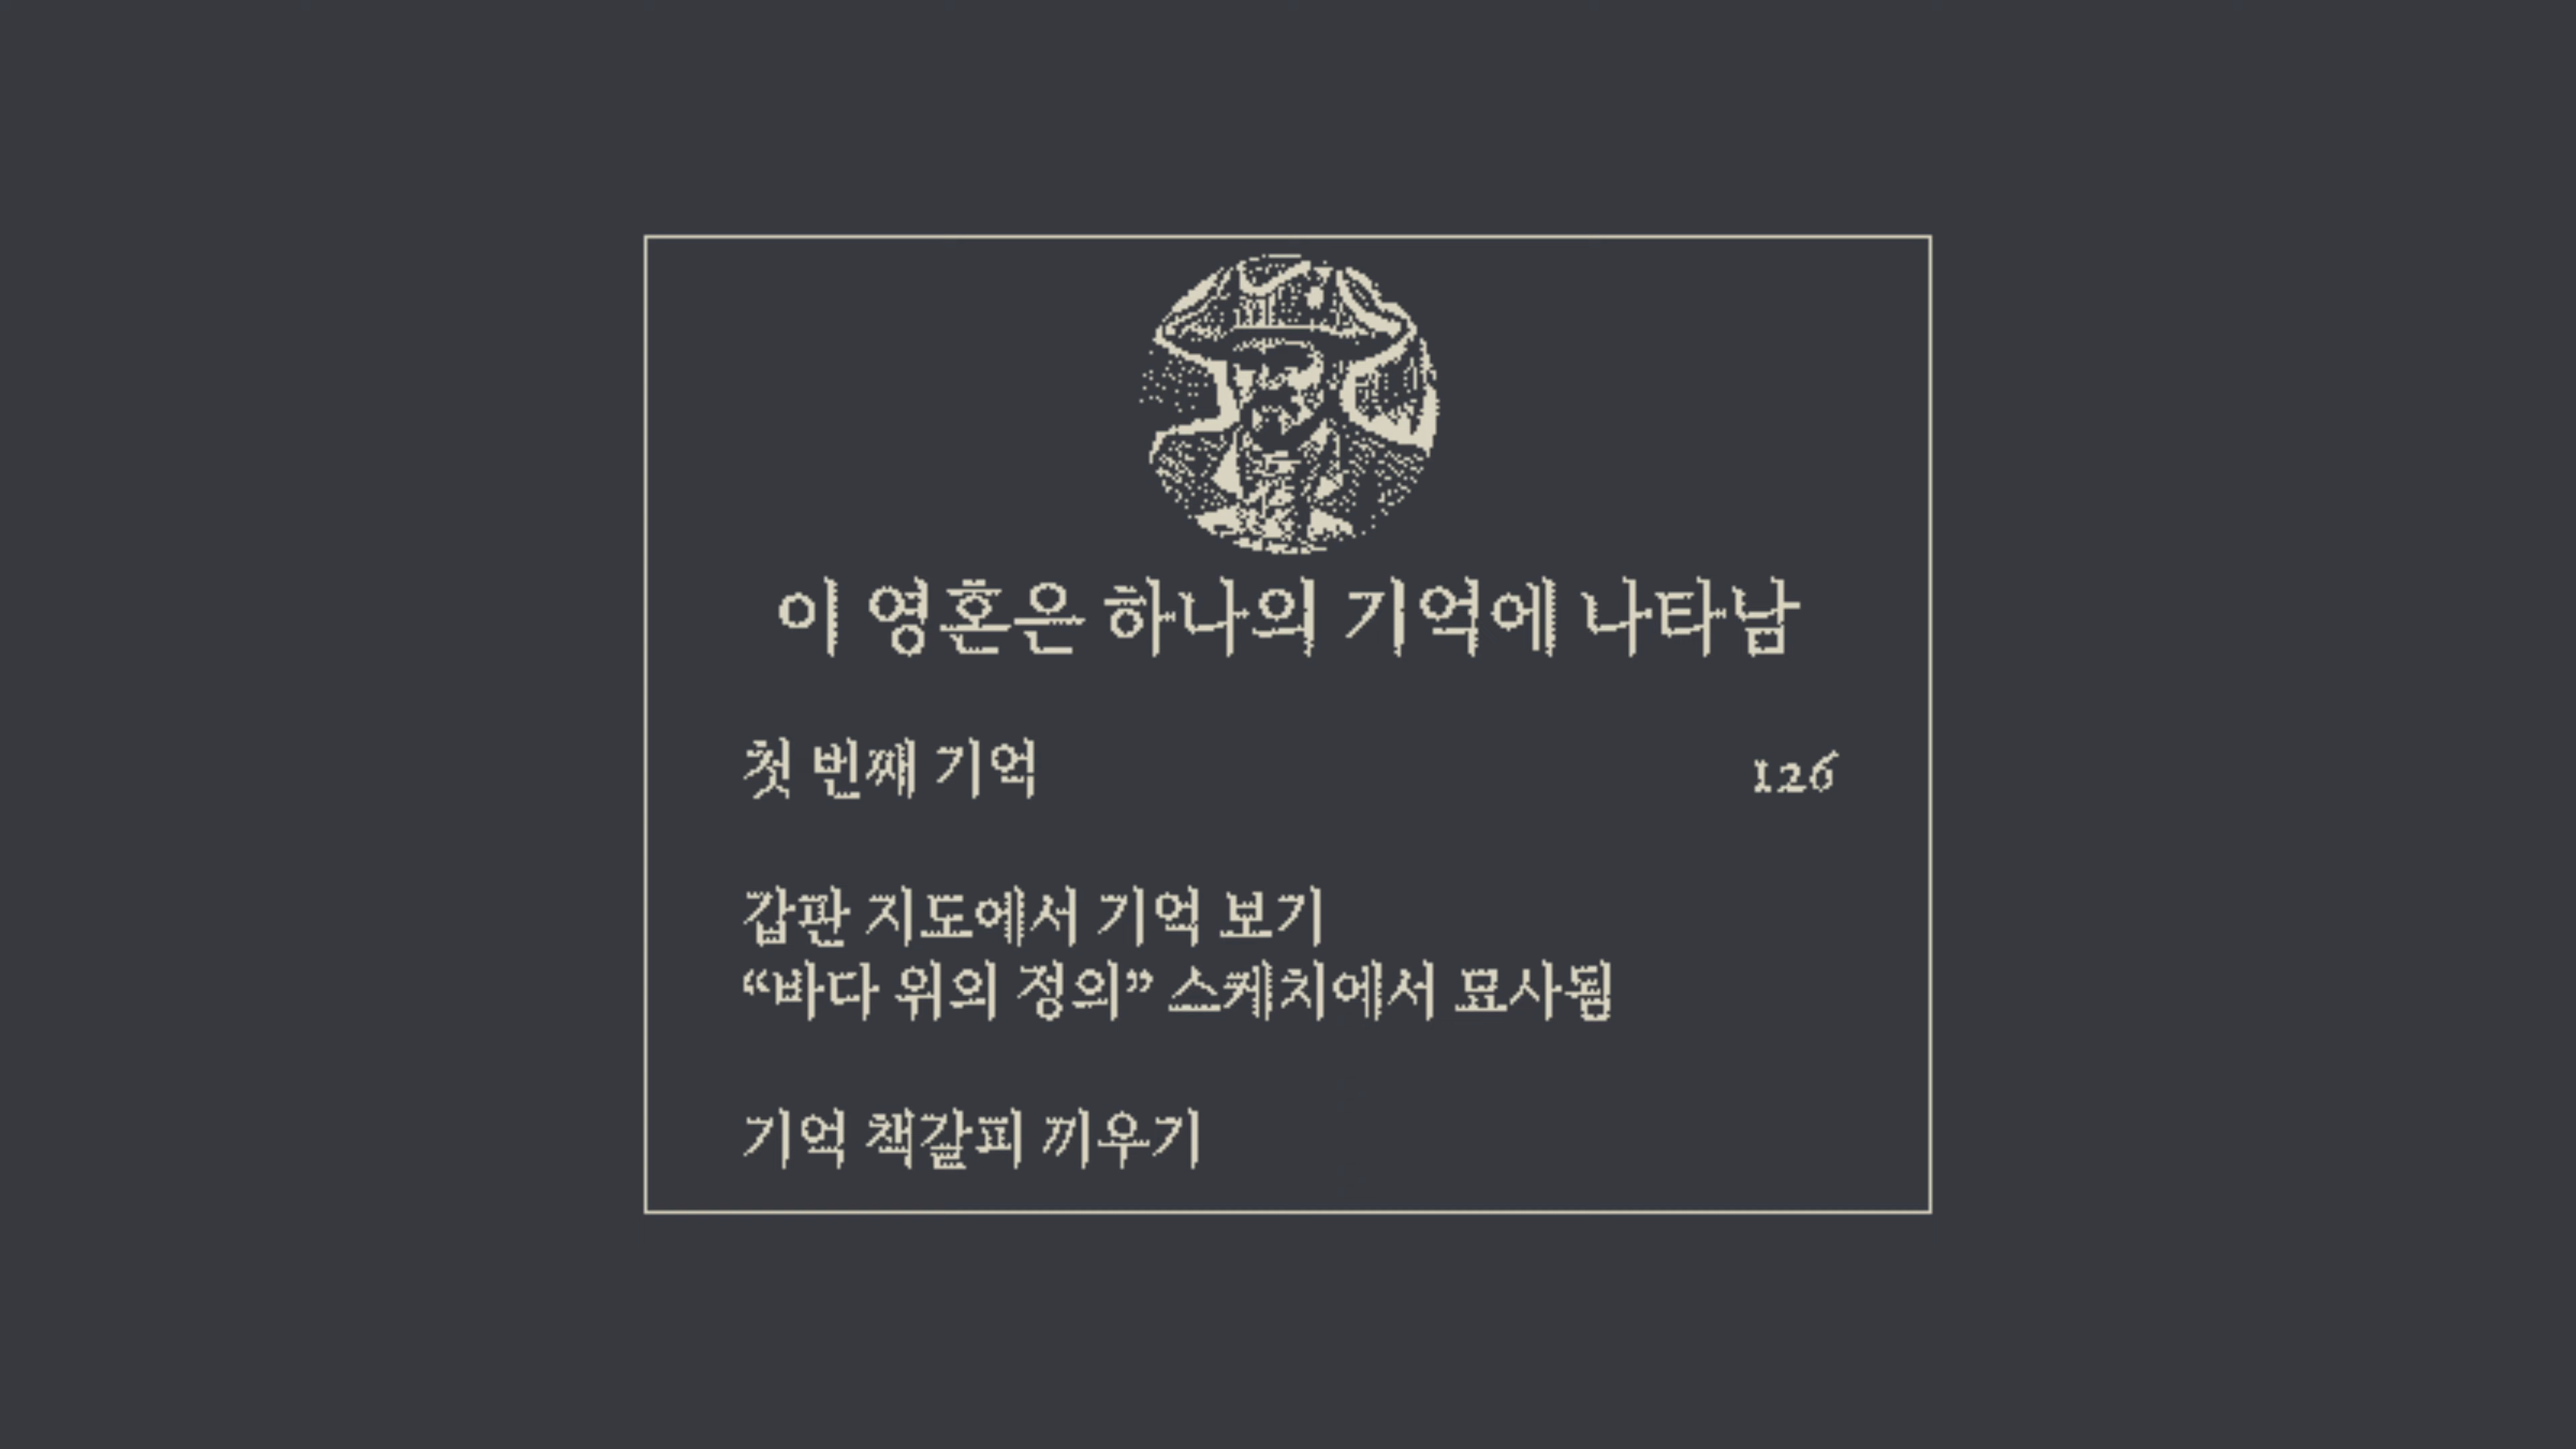 이 영혼은 하나의 기억에 나타남
첫 번째 기억 126
갑판 지도에서 기억 보기
“바다 위의 정의” 스케치에서 묘사됨
기억 책갈피 끼우기